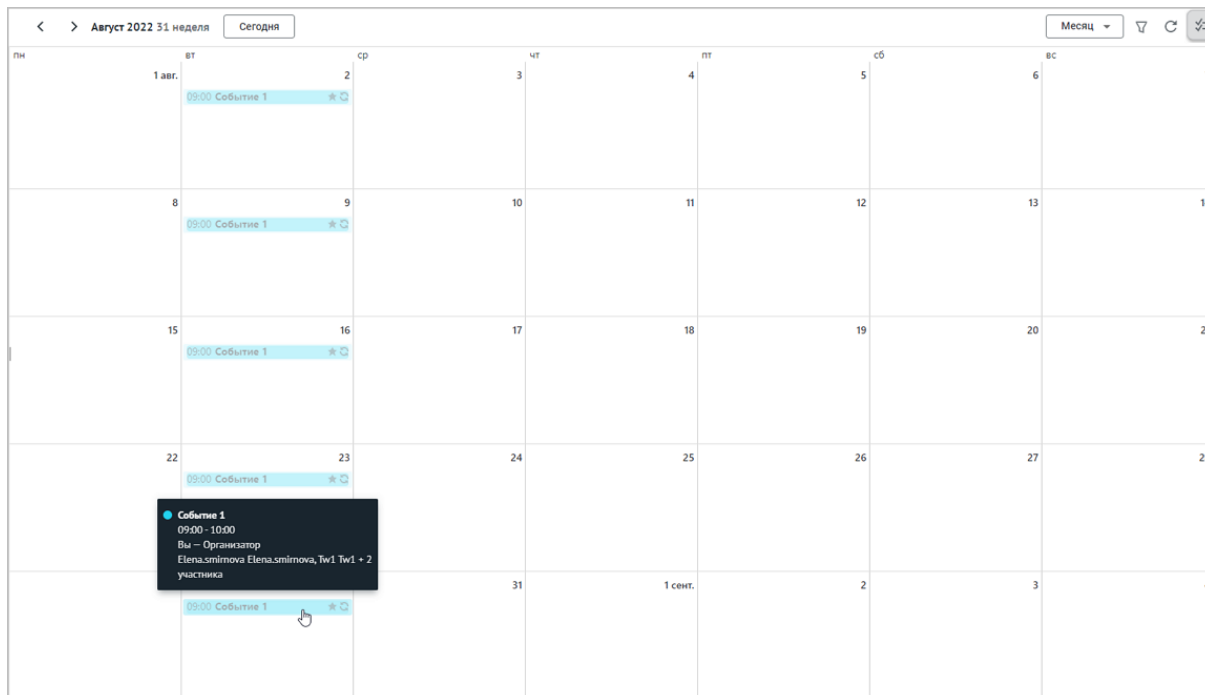 Август 2022 31 неделя Сегодня Месяц
пн вт ср чт пт сб вс
1 авг. 2 3 4 5 6
09:00 Событие 1
8 9 10 11 12 13
09:00 Событие 1
15 16 17 18 19 20
09:00 Событие 1
22 23 24 25 26 27
09:00 Событие 1
Событие 1
09:00 - 10:00
Вы — Организатор
Elena.smirnova Elena.smirnova, Tw1 Tw1 + 2
участника
31 1 сент. 2 3
09:00 Событие 1